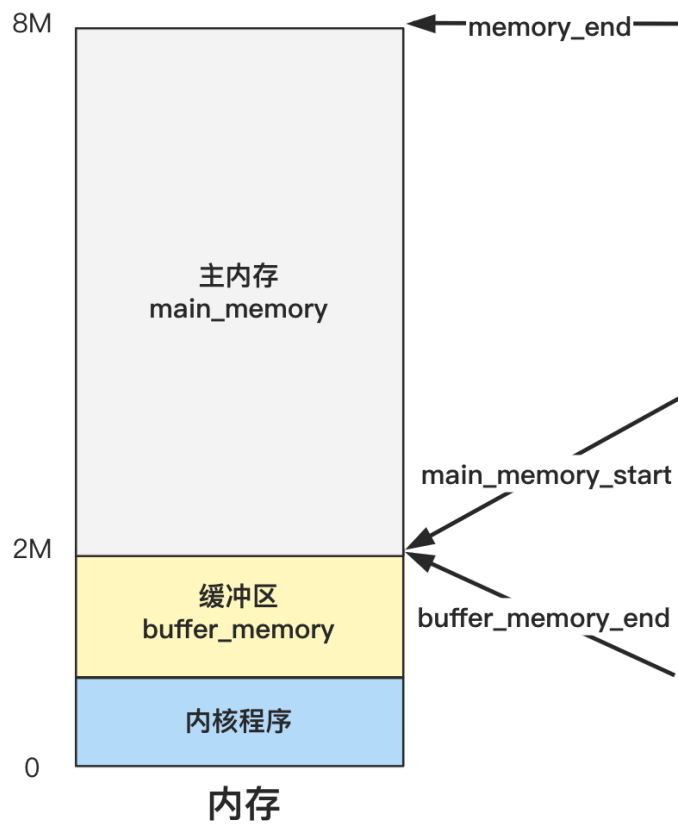 8M
memory_end
主内存
main_memory
main_memory_start
2M
缓冲区
buffer_memory
buffer_memory_end
内核程序
0
内存